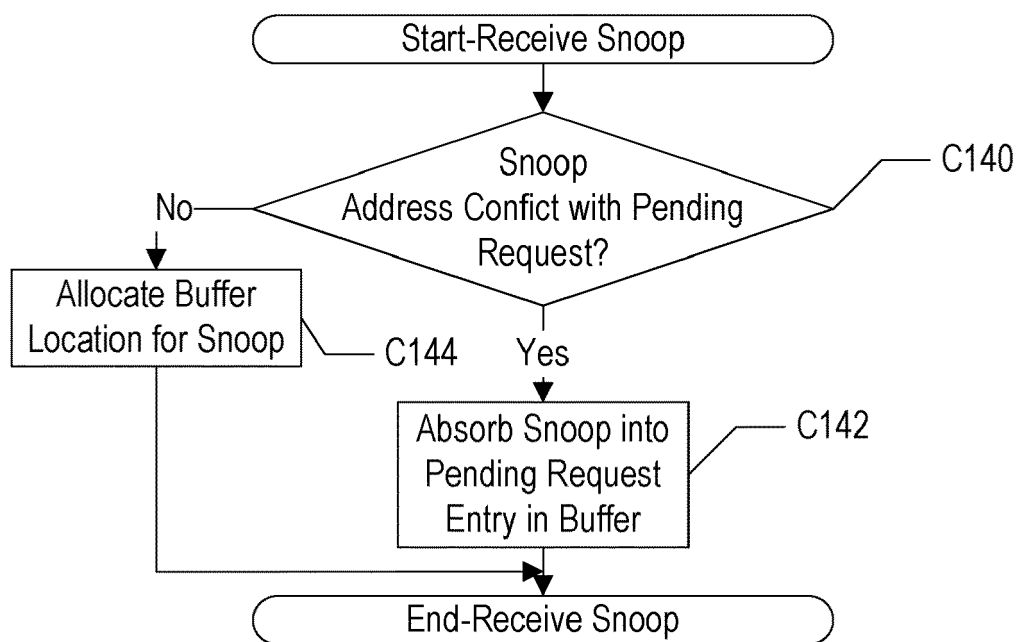 Start-Receive Snoop
Snoop
Address Confict with Pending
Request?
C140
No
Allocate Buffer
Location for Snoop
C144
Yes
Absorb Snoop into
Pending Request
Entry in Buffer
C142
End-Receive Snoop